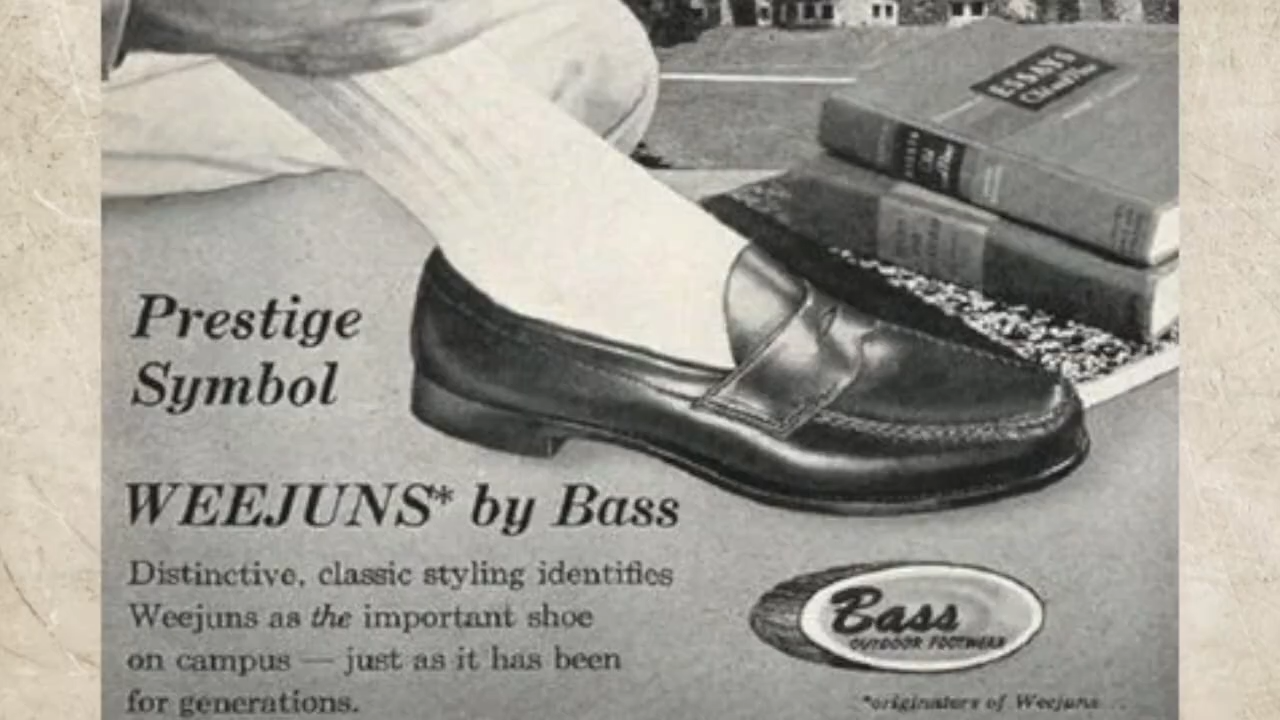 ESSAYS
Prestige
Symbol
WEEJUNS* by Bass
Distinctive, classic styling identifies
Weejuns as the important shoe
on campus — just as it has been
for generations.
Bass
OUTDOOR FOOTWEAR
*originators of Weejuns